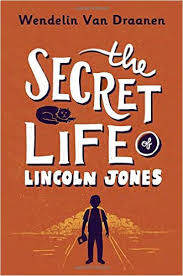 Wendelin Van Draanen
the
SECRET
LIFE of
LINCOLN JONES